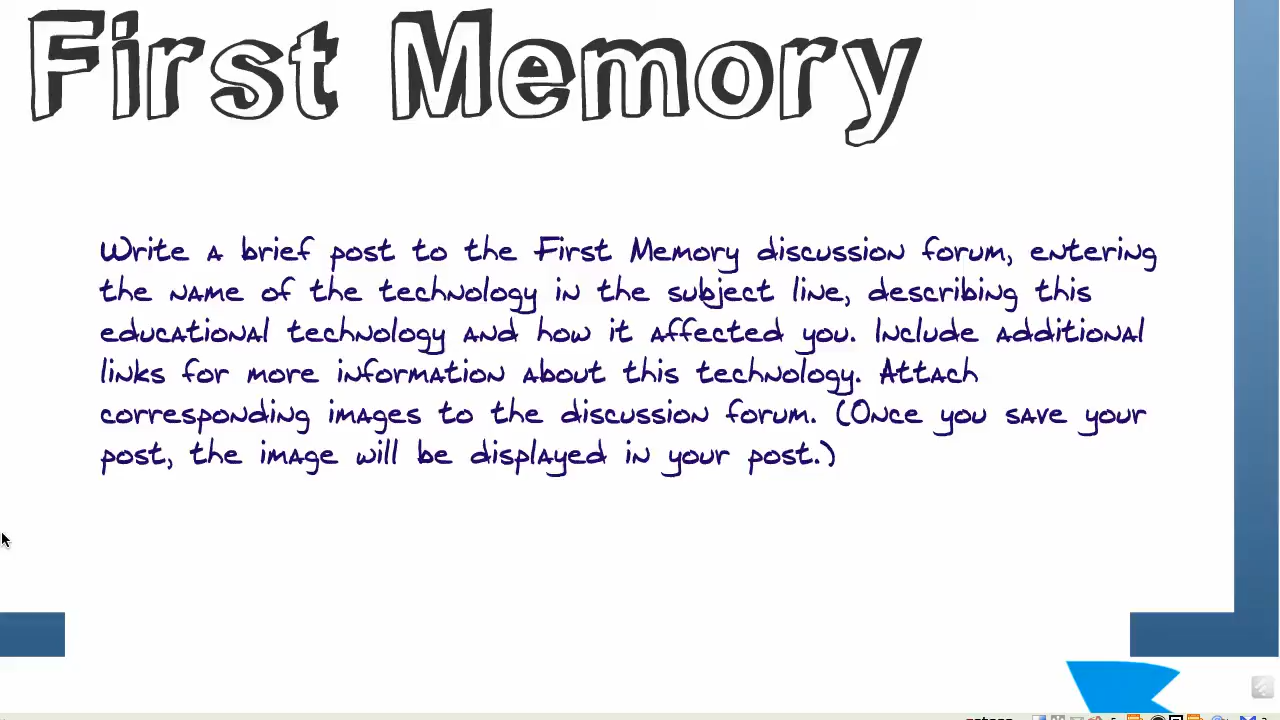 First Memory
Write a brief post to the First Memory discussion forum, entering
the name of the technology in the subject line, describing this
educational technology and how it affected you. Include additional
links for more information about this technology. Attach
corresponding images to the discussion forum. (Once you save your
post, the image will be displayed in your post.)